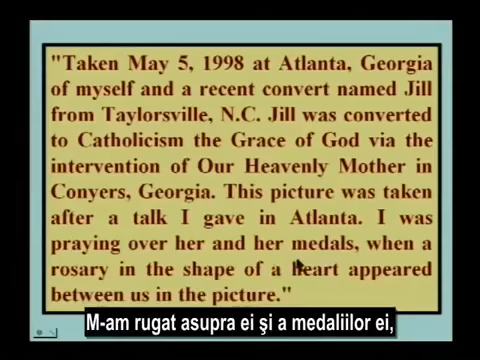 "Taken May 5, 1998 at Atlanta, Georgia
of myself and a recent convert named Jill
from Taylorsville, N.C. Jill was converted
to Catholicism the Grace of God via the
intervention of Our Heavenly Mother in
Conyers, Georgia. This picture was taken
after a talk I gave in Atlanta. I was
praying over her and her medals, when a
rosary in the shape of a heart appeared
between us in the picture."
M-am rugat asupra ei şi a medaliilor ei,